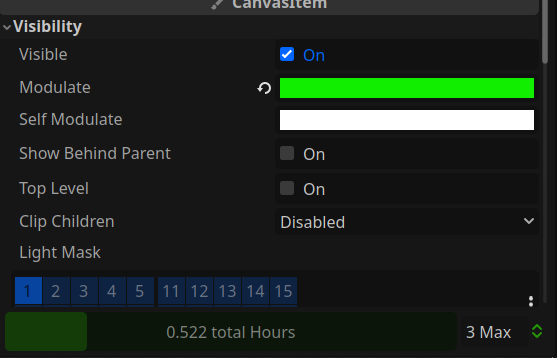 CanvasItem
Visibility
Visible On
Modulate
Self Modulate
Show Behind Parent On
Top Level On
Clip Children Disabled
Light Mask
1 2 3 4 5 11 12 13 14 15
0.522 total Hours 3 Max